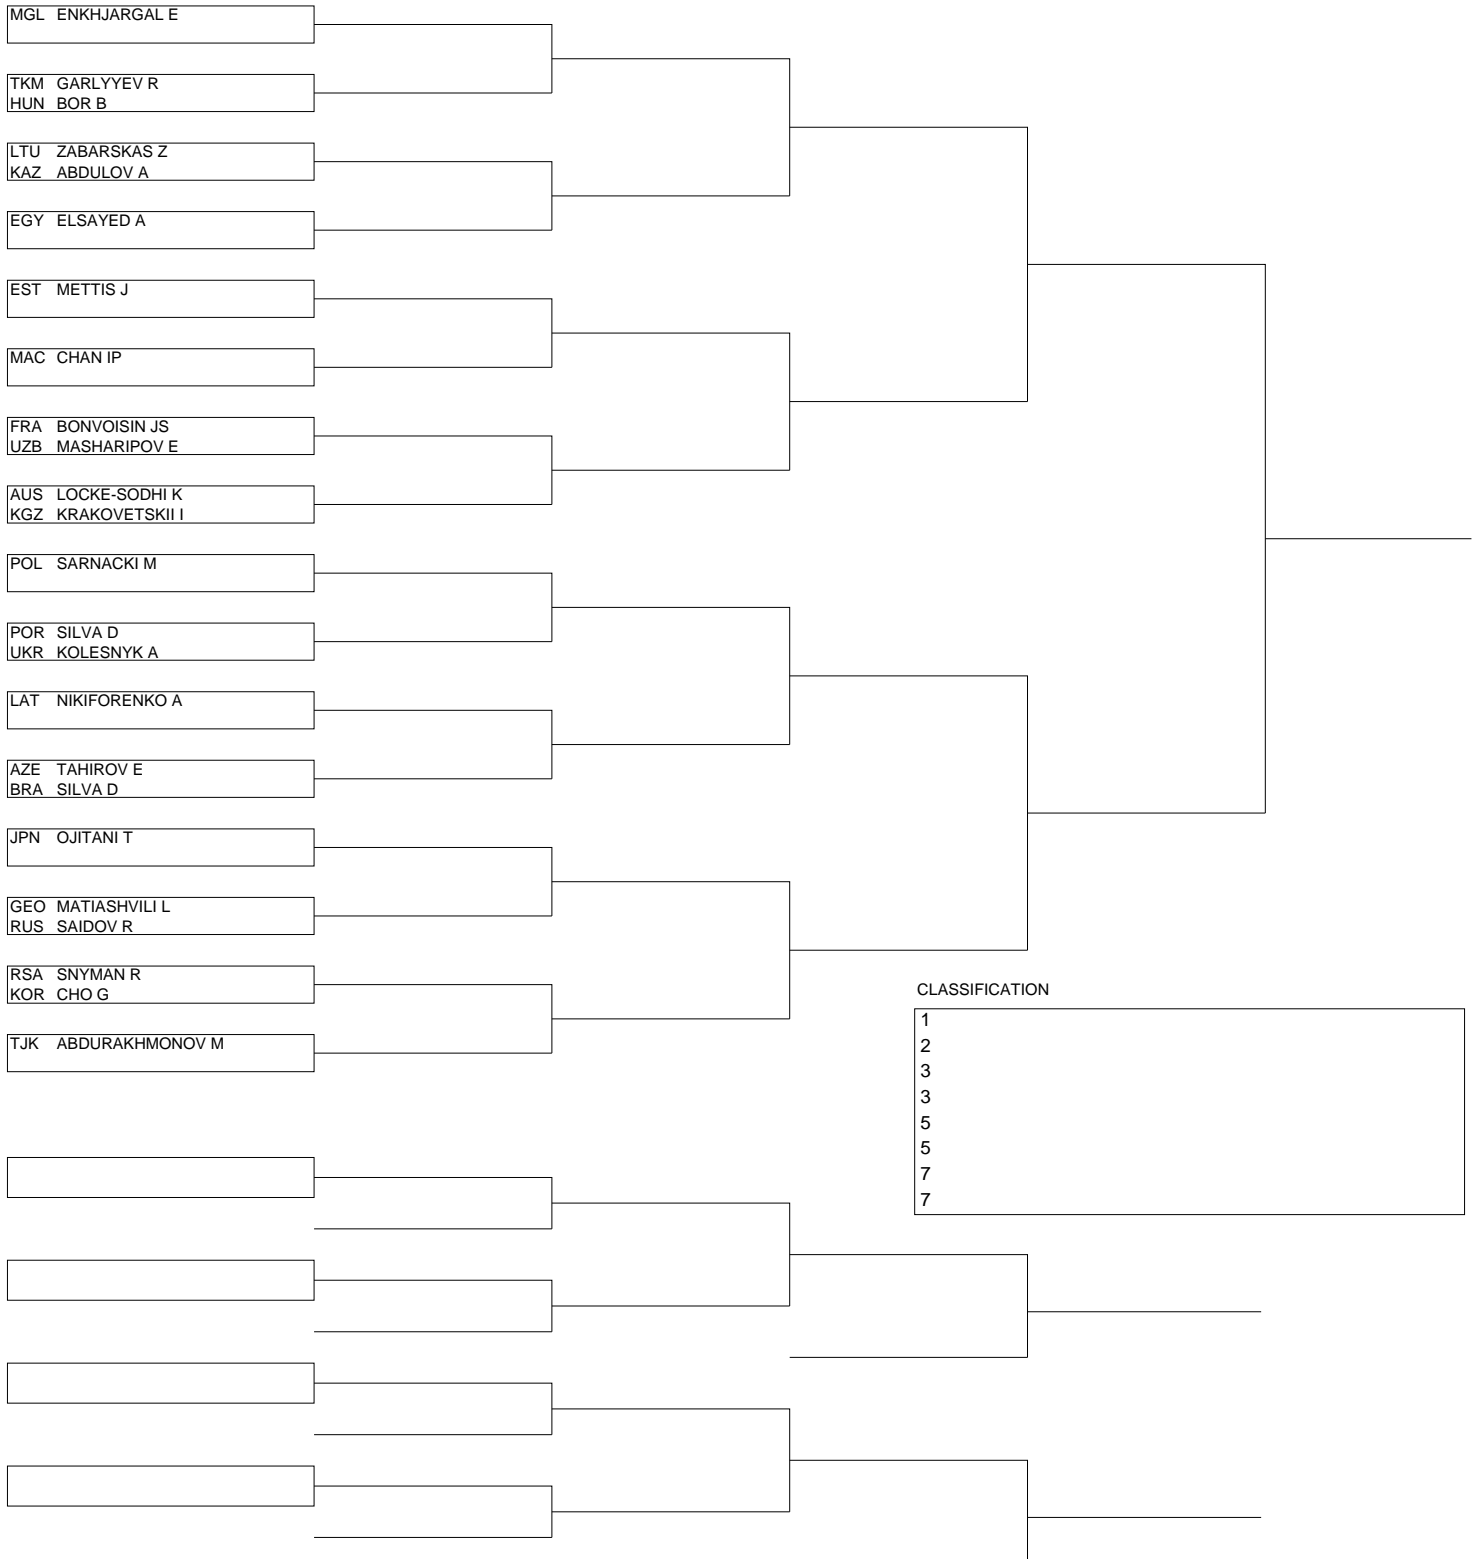 MGL ENKHJARGAL E
TKM GARLYYEV R
HUN BOR B
LTU ZABARSKAS Z
KAZ ABDULOV A
EGY ELSAYED A
EST METTIS J
MAC CHAN IP
FRA BONVOISIN JS
UZB MASHARIPOV E
AUS LOCKE-SODHI K
KGZ KRAKOVETSKII I
POL SARNACKI M
POR SILVA D
UKR KOLESNYK A
LAT NIKIFORENKO A
AZE TAHIROV E
BRA SILVA D
JPN OJITANI T
GEO MATIASHVILI L
RUS SAIDOV R
RSA SNYMAN R
KOR CHO G
TJK ABDURAKHMONOV M
CLASSIFICATION
1
2
3
3
5
5
7
7